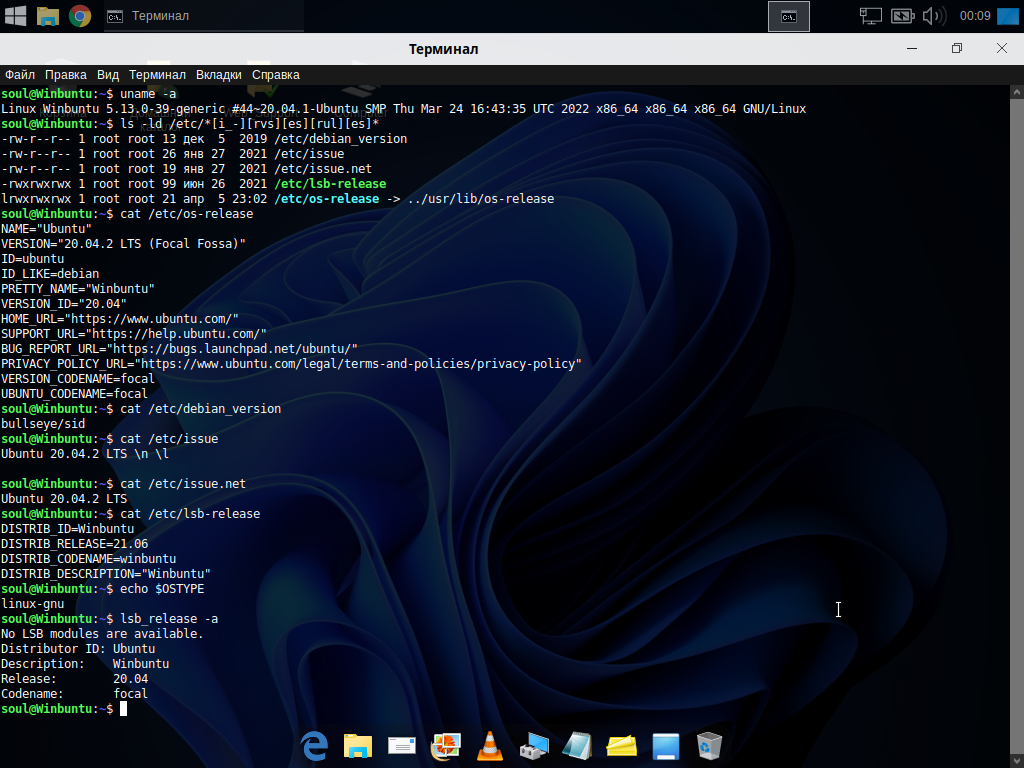 Терминал
00:09
Терминал
Файл Правка Вид Терминал Вкладки Справка
soul@Winbuntu:~$ uname -a
Linux Winbuntu 5.13.0-39-generic #44~20.04.1-Ubuntu SMP Thu Mar 24 16:43:35 UTC 2022 x86_64 x86_64 x86_64 GNU/Linux
soul@Winbuntu:~$ ls -ld /etc/*[i_-][rvs][es][rul][es]*
-rw-r--r-- 1 root root 13 дек  5  2019 /etc/debian_version
-rw-r--r-- 1 root root 26 янв 27  2021 /etc/issue
-rw-r--r-- 1 root root 19 янв 27  2021 /etc/issue.net
-rwxrwxrwx 1 root root 99 июн 26  2021 /etc/lsb-release
lrwxrwxrwx 1 root root 21 апр  5 23:02 /etc/os-release -> ../usr/lib/os-release
soul@Winbuntu:~$ cat /etc/os-release
NAME="Ubuntu"
VERSION="20.04.2 LTS (Focal Fossa)"
ID=ubuntu
ID_LIKE=debian
PRETTY_NAME="Winbuntu"
VERSION_ID="20.04"
HOME_URL="https://www.ubuntu.com/"
SUPPORT_URL="https://help.ubuntu.com/"
BUG_REPORT_URL="https://bugs.launchpad.net/ubuntu/"
PRIVACY_POLICY_URL="https://www.ubuntu.com/legal/terms-and-policies/privacy-policy"
VERSION_CODENAME=focal
UBUNTU_CODENAME=focal
soul@Winbuntu:~$ cat /etc/debian_version
bullseye/sid
soul@Winbuntu:~$ cat /etc/issue
Ubuntu 20.04.2 LTS \n \l
soul@Winbuntu:~$ cat /etc/issue.net
Ubuntu 20.04.2 LTS
soul@Winbuntu:~$ cat /etc/lsb-release
DISTRIB_ID=Winbuntu
DISTRIB_RELEASE=21.06
DISTRIB_CODENAME=winbuntu
DISTRIB_DESCRIPTION="Winbuntu"
soul@Winbuntu:~$ echo $OSTYPE
linux-gnu
soul@Winbuntu:~$ lsb_release -a
No LSB modules are available.
Distributor ID: Ubuntu
Description:    Winbuntu
Release:        20.04
Codename:       focal
soul@Winbuntu:~$